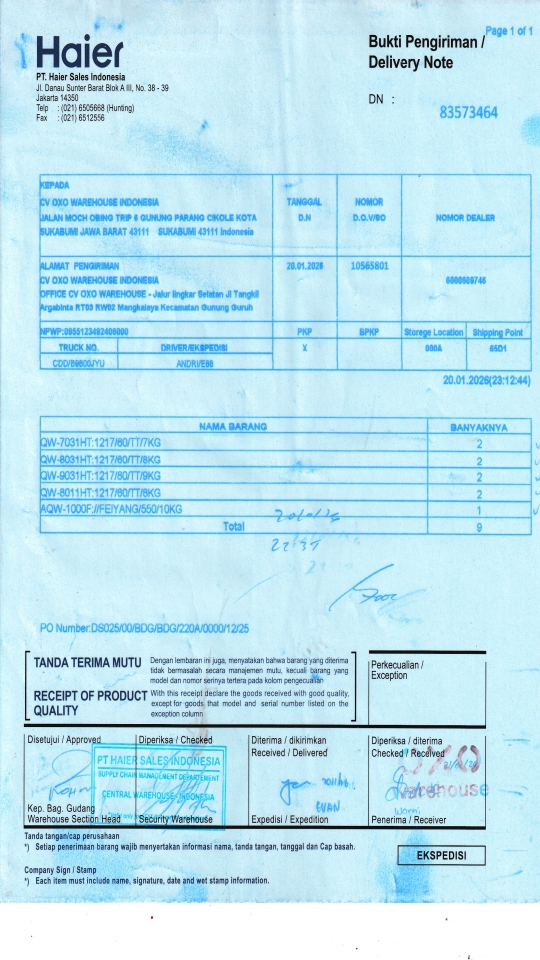 Page 1 of 1
Haier
Bukti Pengiriman /
Delivery Note
PT. Haier Sales Indonesia
Jl. Danau Sunter Barat Blok A III, No. 38 - 39
Jakarta 14350
Telp : (021) 6505668 (Hunting)
Fax : (021) 6512556
DN :
83573464
KEPADA
CV OXO WAREHOUSE INDONESIA
JALAN MOCH OBING TRIP 6 GUNUNG PARANG CIKOLE KOTA
SUKABUMI JAWA BARAT 43111 SUKABUMI 43111 Indonesia
TANGGAL
D.N
NOMOR
D.O.V/SO
NOMOR DEALER
ALAMAT PENGIRIMAN
CV OXO WAREHOUSE INDONESIA
OFFICE CV OXO WAREHOUSE - Jalur lingkar Selatan Jl Tangkil
Argabinta RT03 RW02 Mangkalaya Kecamatan Gunung Guruh
20.01.2026
10565801
NPWP:0955123492406000
PKP
BPKP
Storege Location
Shipping Point
TRUCK NO.
DRIVER/EKSPEDISI
X
000A
65D1
CDD/B9600JYU
ANDRI/EBB
20.01.2026(23:12:44)
NAMA BARANG BANYAKNYA
QW-7031HT:1217/60/TT/7KG 2
QW-8031HT:1217/60/TT/8KG 2
QW-9031HT:1217/60/TT/9KG 2
QW-8011HT:1217/60/TT/8KG 2
AQW-1000F://FEIYANG/550/10KG 1
Total 9
PO Number:DS025/00/BDG/BDG/220A/0000/12/25
TANDA TERIMA MUTU
Dengan lembaran ini juga, menyatakan bahwa barang yang diterima
tidak bermasalah secara manajemen mutu, kecuali barang yang
model dan nomor serinya tertera pada kolom pengecualian
RECEIPT OF PRODUCT
QUALITY
With this receipt declare the goods received with good quality,
except for goods that model and serial number listed on the
exception column
Perkecualian /
Exception
Disetujui / Approved
Diperiksa / Checked
Diterima / dikirimkan
Received / Delivered
Diperiksa / diterima
Checked / Received
PT HAIER SALES INDONESIA
SUPPLY CHAIN MANAGEMENT DEPARTEMENT
CENTRAL WAREHOUSE-INDONESIA
Warehouse
EVAN
Kep. Bag. Gudang
Warehouse Section Head
Security Warehouse
Expedisi / Expedition
Penerima / Receiver
Tanda tangan/cap perusahaan
*) Setiap penerimaan barang wajib menyertakan informasi nama, tanda tangan, tanggal dan Cap basah.
EKSPEDISI
Company Sign / Stamp
*) Each item must include name, signature, date and wet stamp information.